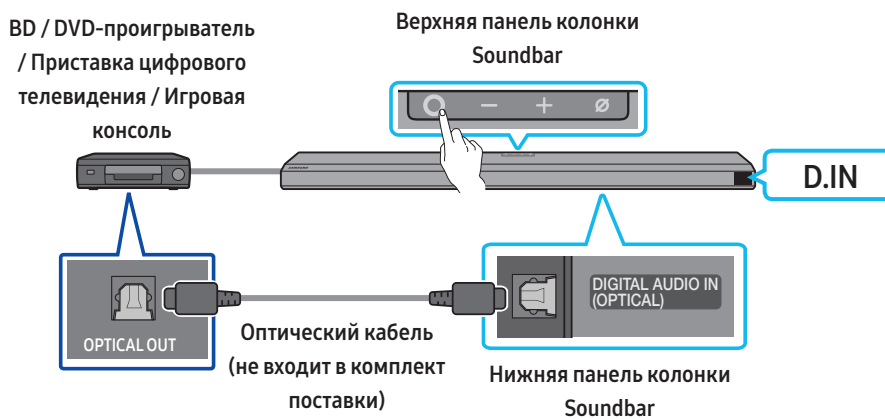 BD / DVD-проигрыватель
/ Приставка цифрового
телевидения / Игровая
консоль
Верхняя панель колонки
Soundbar
D.IN
OPTICAL OUT
Оптический кабель
(не входит в комплект
поставки)
DIGITAL AUDIO IN
(OPTICAL)
Нижняя панель колонки
Soundbar